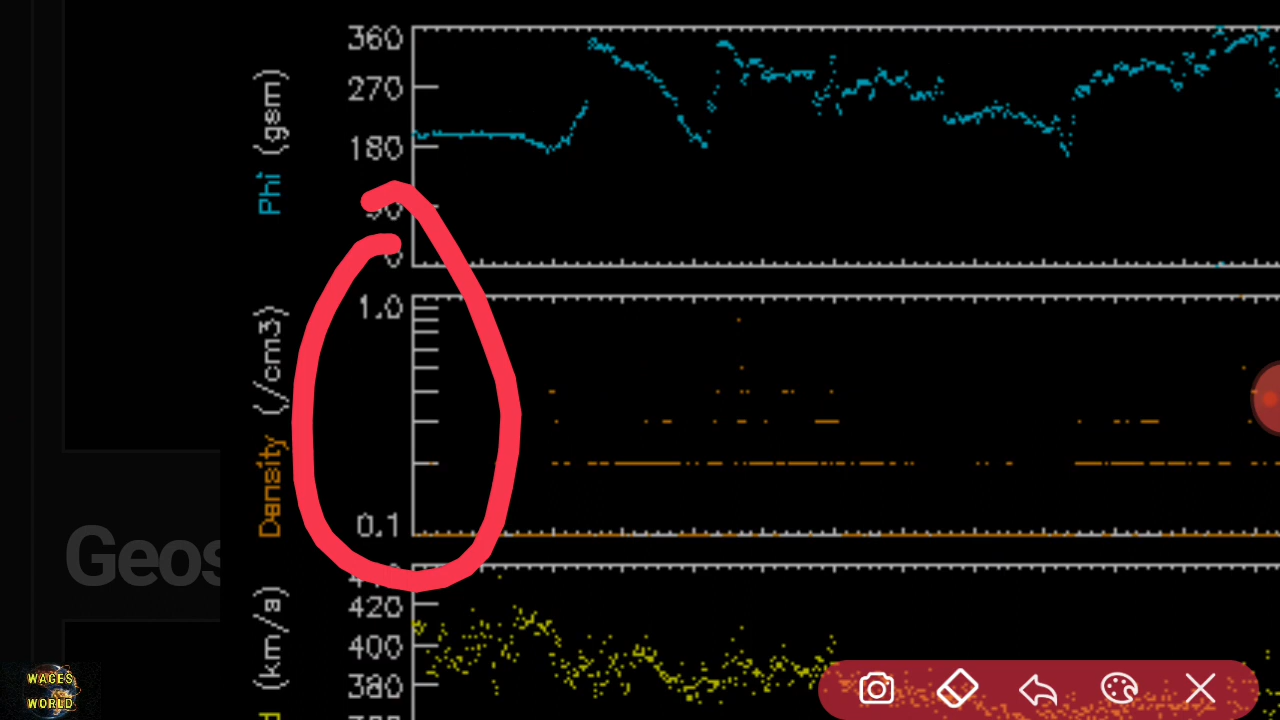 360
270
180
90
0
Phi (gsm)
1.0
0.1
Density (/cm3)
420
400
380
(km/s)
Geos
WAGES
WORLD